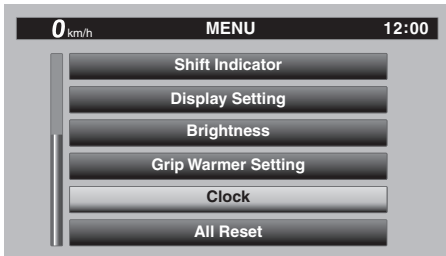 0 km/h MENU 12:00
Shift Indicator
Display Setting
Brightness
Grip Warmer Setting
Clock
All Reset